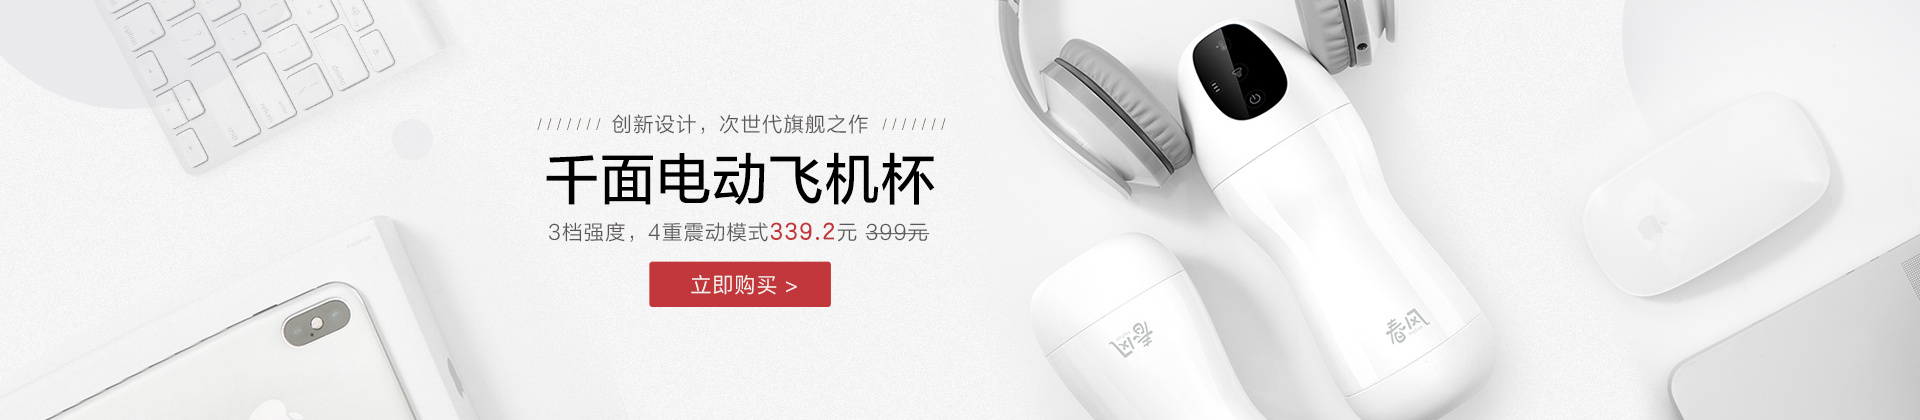 创新设计，次世代旗舰之作
千面电动飞机杯
3档强度，4重震动模式339.2元 399元
立即购买 >
春风
春风